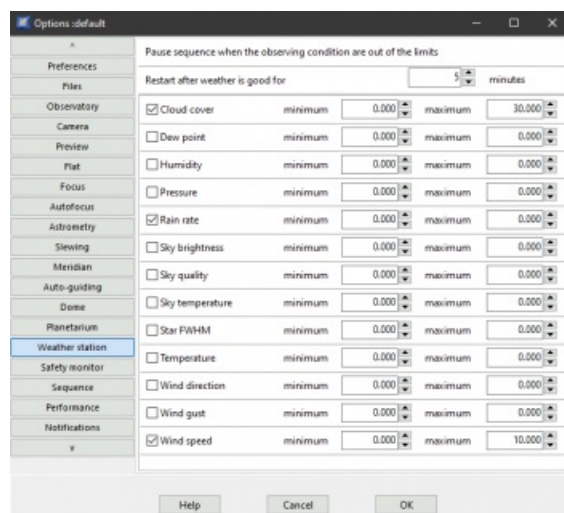 Options :default
Pause sequence when the observing condition are out of the limits
Restart after weather is good for 5 minutes
Preferences
Files
Observatory
Camera
Preview
Flat
Focus
Autofocus
Astrometry
Slewing
Meridian
Auto-guiding
Dome
Planetarium
Weather station
Safety monitor
Sequence
Performance
Notifications
Cloud cover minimum 0.000 maximum 30.000
Dew point minimum 0.000 maximum 0.000
Humidity minimum 0.000 maximum 0.000
Pressure minimum 0.000 maximum 0.000
Rain rate minimum 0.000 maximum 0.000
Sky brightness minimum 0.000 maximum 0.000
Sky quality minimum 0.000 maximum 0.000
Sky temperature minimum 0.000 maximum 0.000
Star FWHM minimum 0.000 maximum 0.000
Temperature minimum 0.000 maximum 0.000
Wind direction minimum 0.000 maximum 0.000
Wind gust minimum 0.000 maximum 0.000
Wind speed minimum 0.000 maximum 10.000
Help Cancel OK